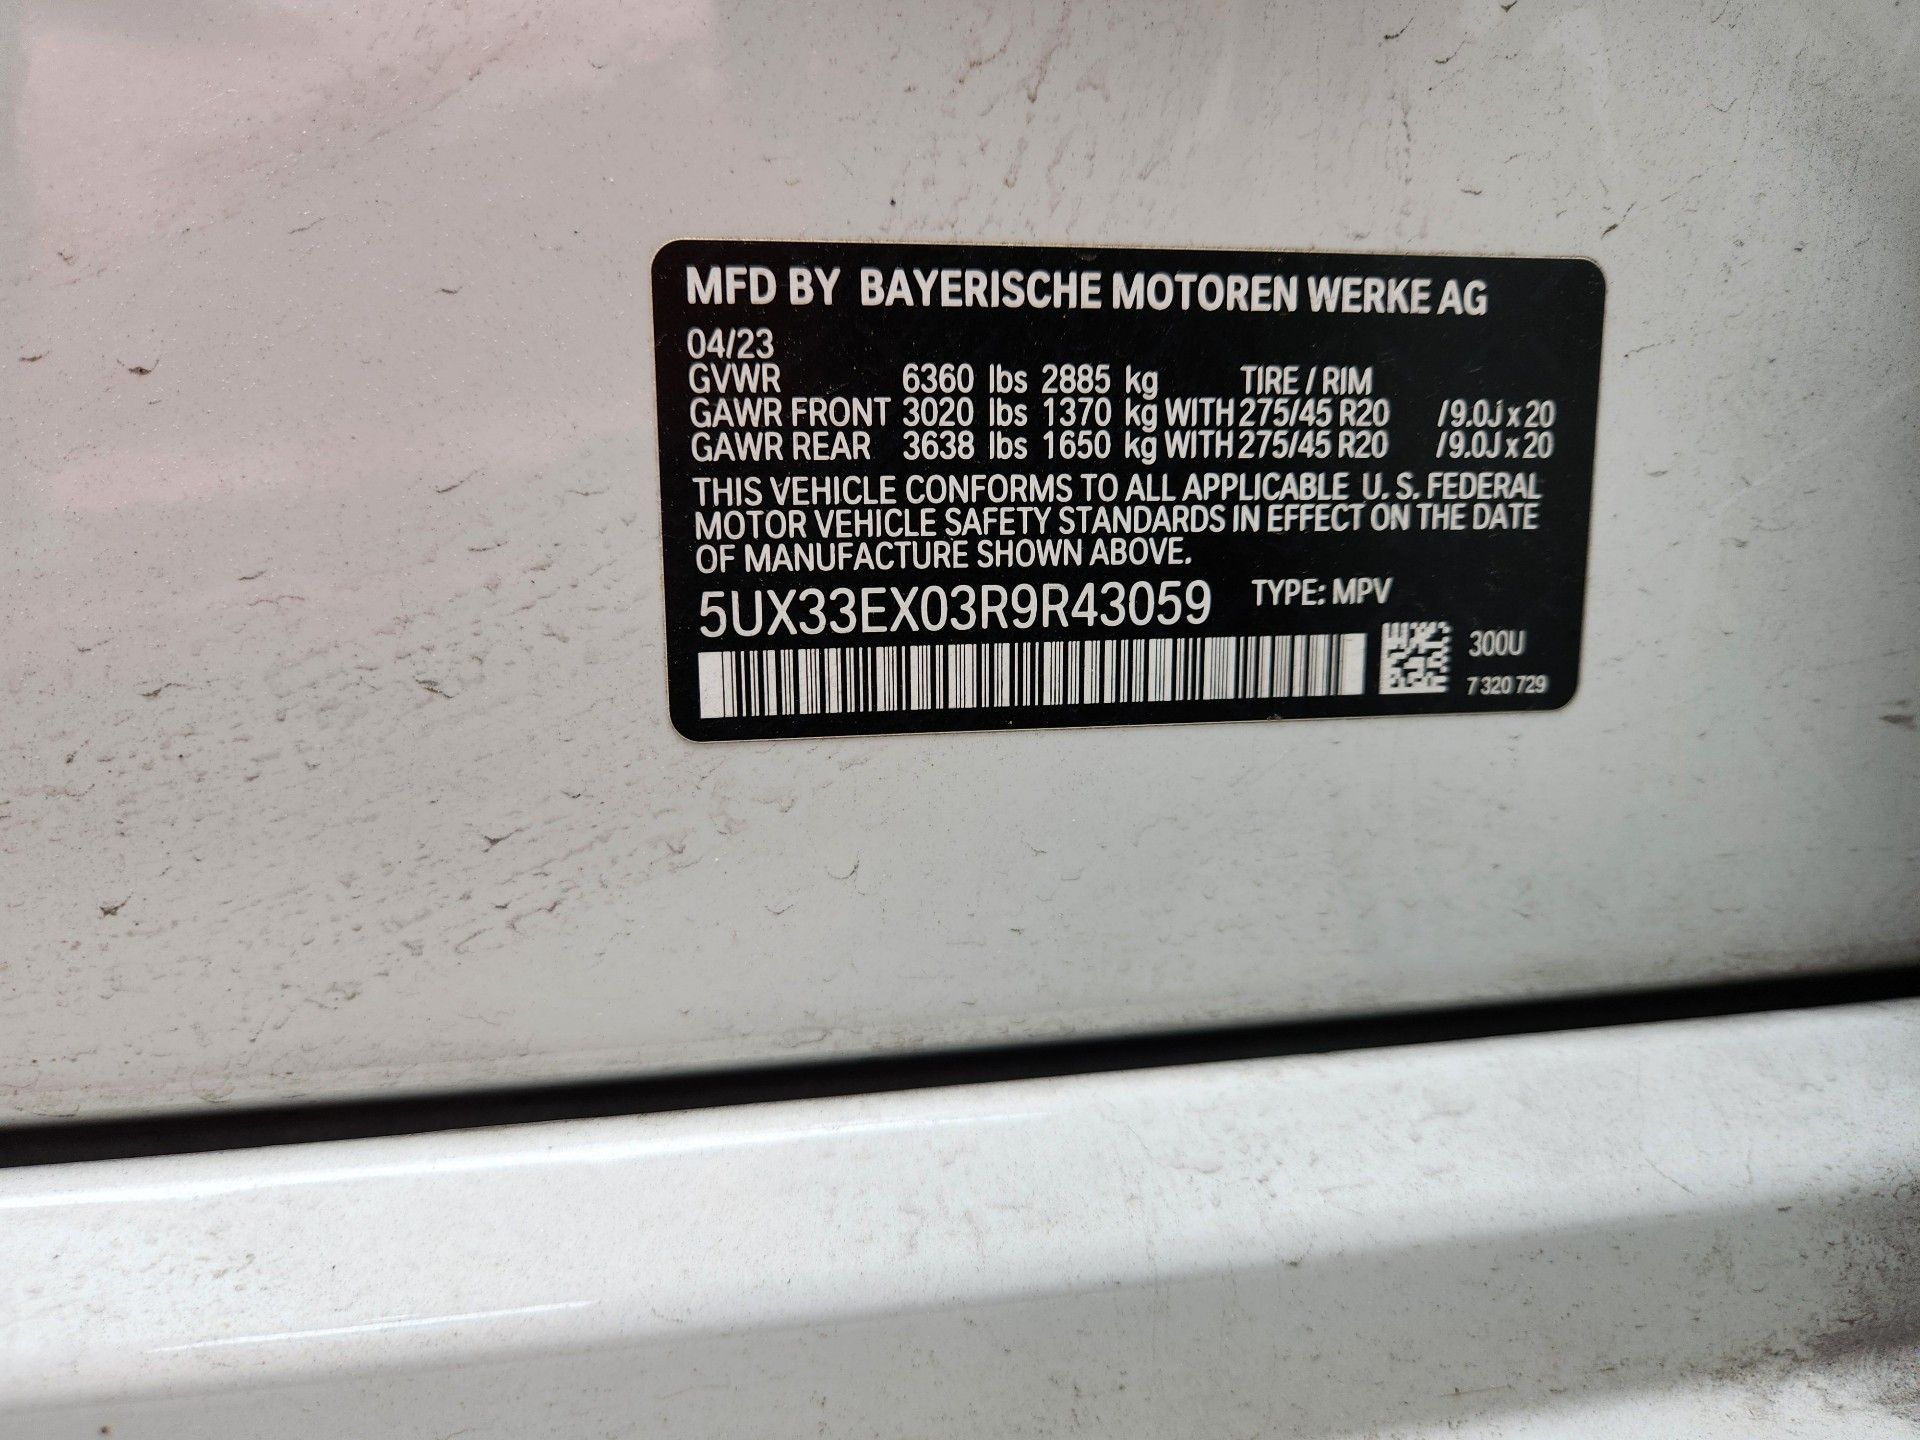 MFD BY BAYERISCHE MOTOREN WERKE AG
04/23
GVWR 6360 lbs 2885 kg TIRE / RIM
GAWR FRONT 3020 lbs 1370 kg WITH 275/45 R20 /9.0J x 20
GAWR REAR 3638 lbs 1650 kg WITH 275/45 R20 /9.0J x 20
THIS VEHICLE CONFORMS TO ALL APPLICABLE U. S. FEDERAL
MOTOR VEHICLE SAFETY STANDARDS IN EFFECT ON THE DATE
OF MANUFACTURE SHOWN ABOVE.
5UX33EX03R9R43059 TYPE: MPV
300U
7 320 729